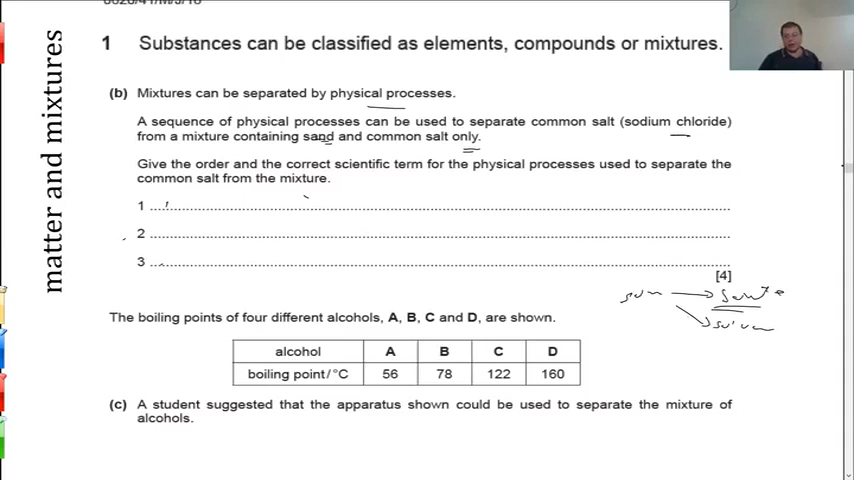 matter and mixtures
1 Substances can be classified as elements, compounds or mixtures.
(b) Mixtures can be separated by physical processes.
A sequence of physical processes can be used to separate common salt (sodium chloride)
from a mixture containing sand and common salt only.
Give the order and the correct scientific term for the physical processes used to separate the
common salt from the mixture.
1 ....................
2 ....................
3 ....................
[4]
The boiling points of four different alcohols, A, B, C and D, are shown.
alcohol A B C D
boiling point/°C 56 78 122 160
(c) A student suggested that the apparatus shown could be used to separate the mixture of
alcohols.